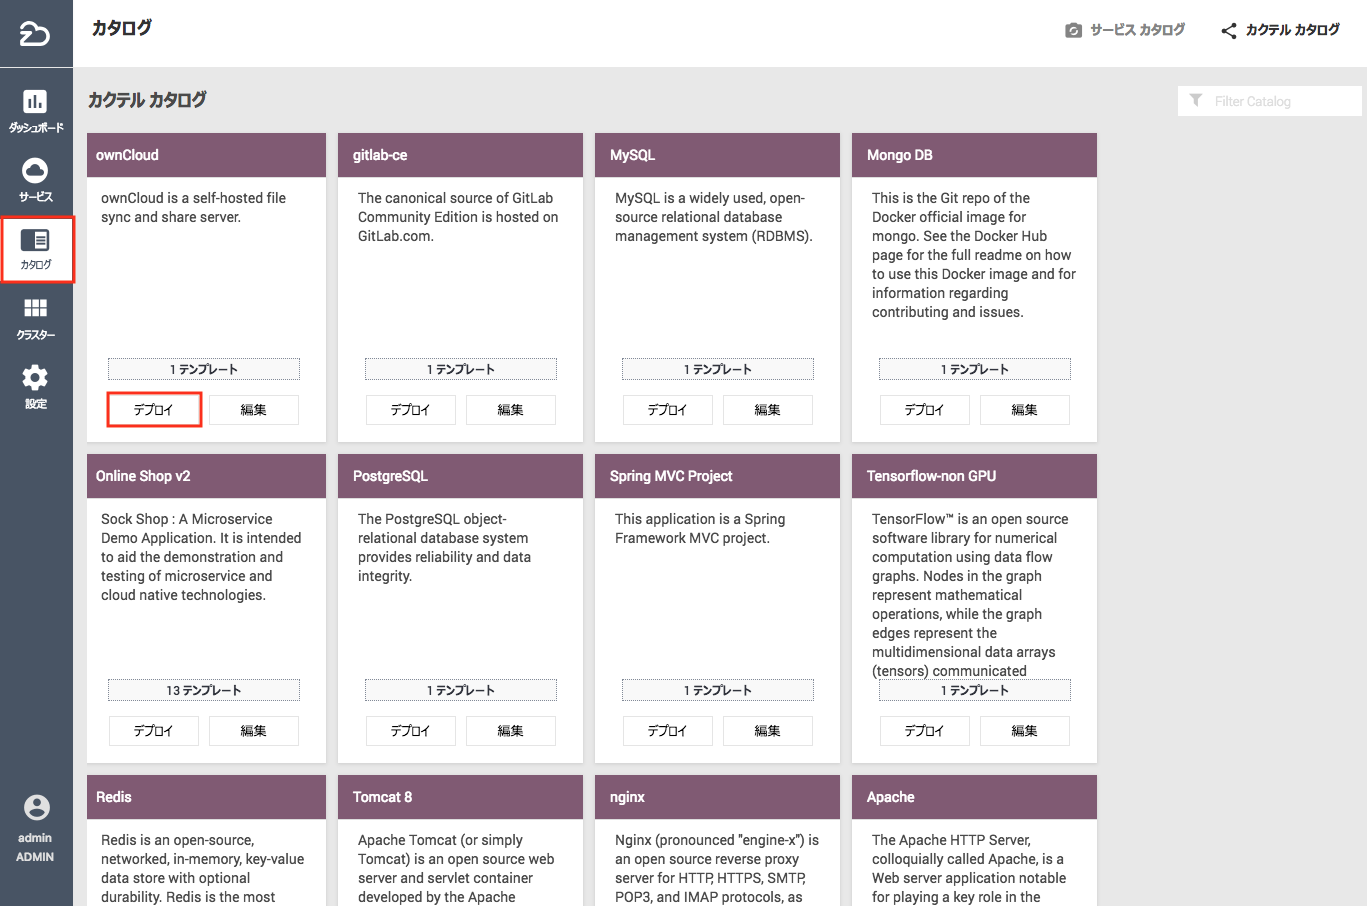 カタログ
サービス カタログ
カクテル カタログ
ダッシュボード
サービス
カタログ
クラスター
設定
admin
ADMIN
カクテル カタログ
Filter Catalog
ownCloud
ownCloud is a self-hosted file
sync and share server.
1 テンプレート
デプロイ
編集
gitlab-ce
The canonical source of GitLab
Community Edition is hosted on
GitLab.com.
1 テンプレート
デプロイ
編集
MySQL
MySQL is a widely used, open-
source relational database
management system (RDBMS).
1 テンプレート
デプロイ
編集
Mongo DB
This is the Git repo of the
Docker official image for
mongo. See the Docker Hub
page for the full readme on how
to use this Docker image and for
information regarding
contributing and issues.
1 テンプレート
デプロイ
編集
Online Shop v2
Sock Shop : A Microservice
Demo Application. It is intended
to aid the demonstration and
testing of microservice and
cloud native technologies.
13 テンプレート
デプロイ
編集
PostgreSQL
The PostgreSQL object-
relational database system
provides reliability and data
integrity.
1 テンプレート
デプロイ
編集
Spring MVC Project
This application is a Spring
Framework MVC project.
1 テンプレート
デプロイ
編集
Tensorflow-non GPU
TensorFlow™ is an open source
software library for numerical
computation using data flow
graphs. Nodes in the graph
represent mathematical
operations, while the graph
edges represent the
multidimensional data arrays
(tensors) communicated
1 テンプレート
デプロイ
編集
Redis
Redis is an open-source,
networked, in-memory, key-value
data store with optional
durability. Redis is the most
Tomcat 8
Apache Tomcat (or simply
Tomcat) is an open source web
server and servlet container
developed by the Apache
nginx
Nginx (pronounced "engine-x") is
an open source reverse proxy
server for HTTP, HTTPS, SMTP,
POP3, and IMAP protocols, as
Apache
The Apache HTTP Server,
colloquially called Apache, is a
Web server application notable
for playing a key role in the